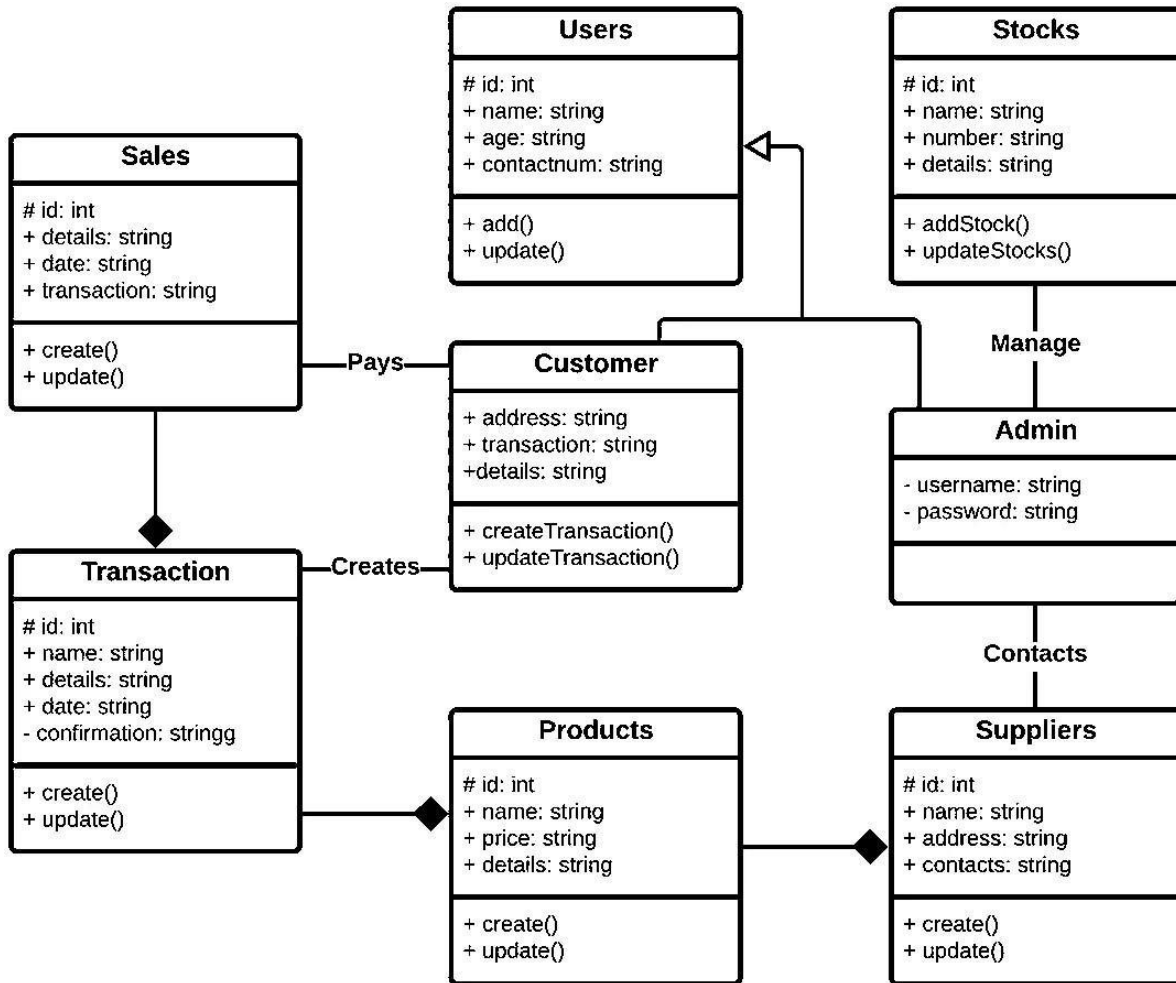 Users
# id: int
+ name: string
+ age: string
+ contactnum: string
+ add()
+ update()
Stocks
# id: int
+ name: string
+ number: string
+ details: string
+ addStock()
+ updateStocks()
Sales
# id: int
+ details: string
+ date: string
+ transaction: string
+ create()
+ update()
Pays
Customer
+ address: string
+ transaction: string
+details: string
+ createTransaction()
+ updateTransaction()
Manage
Admin
- username: string
- password: string
Creates
Transaction
# id: int
+ name: string
+ details: string
+ date: string
- confirmation: stringg
+ create()
+ update()
Contacts
Products
# id: int
+ name: string
+ price: string
+ details: string
+ create()
+ update()
Suppliers
# id: int
+ name: string
+ address: string
+ contacts: string
+ create()
+ update()